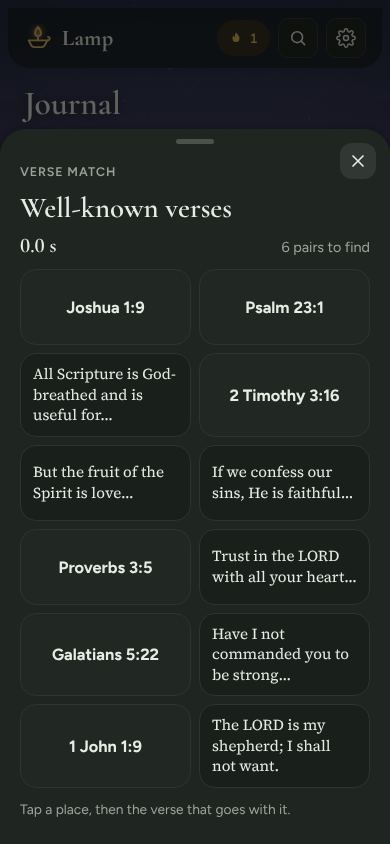 Lamp
1
Journal
VERSE MATCH
Well-known verses
0.0 s
6 pairs to find
Joshua 1:9
Psalm 23:1
All Scripture is God-
breathed and is
useful for...
2 Timothy 3:16
But the fruit of the
Spirit is love...
If we confess our
sins, He is faithful...
Proverbs 3:5
Trust in the LORD
with all your heart...
Galatians 5:22
Have I not
commanded you to
be strong...
1 John 1:9
The LORD is my
shepherd; I shall
not want.
Tap a place, then the verse that goes with it.